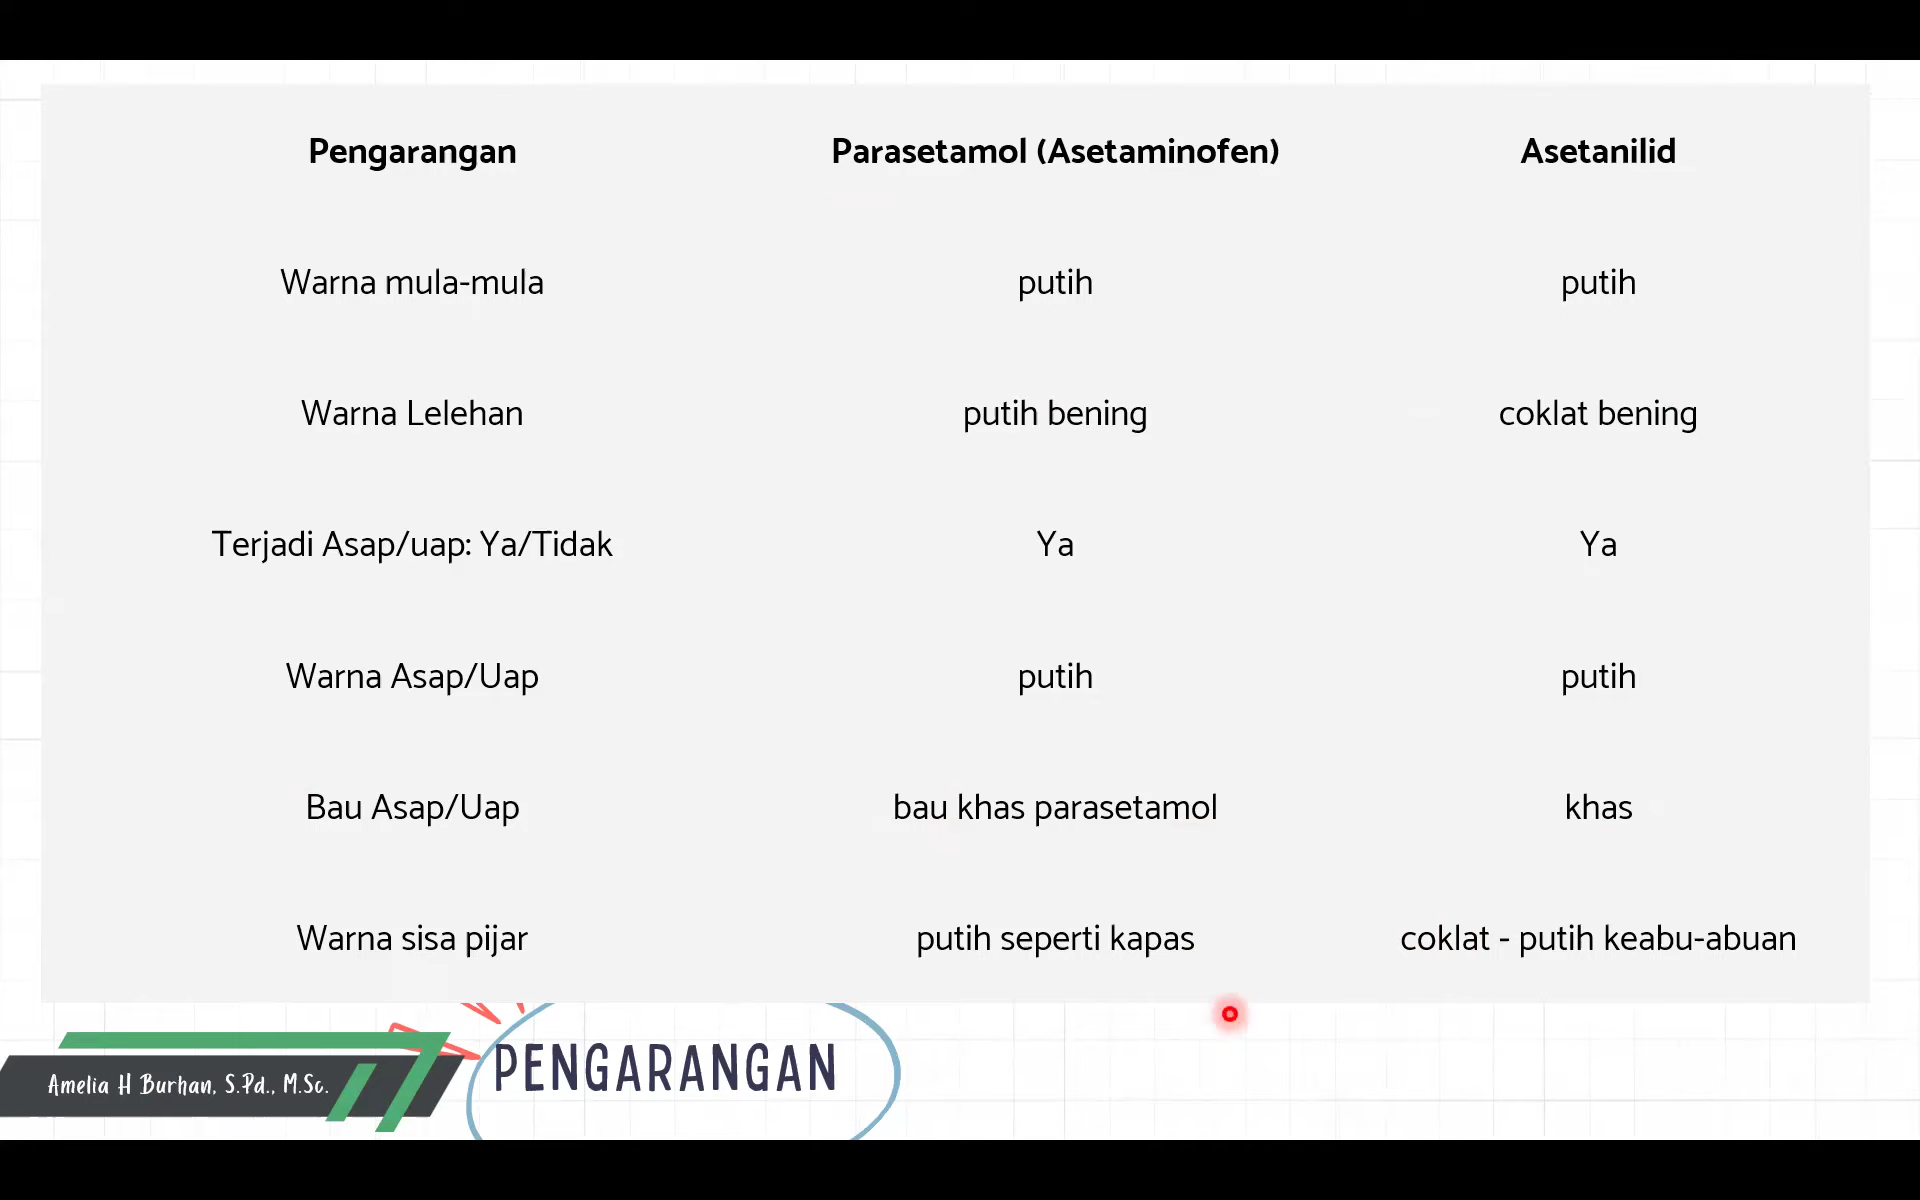 Pengarangan Parasetamol (Asetaminofen) Asetanilid
Warna mula-mula putih putih
Warna Lelehan putih bening coklat bening
Terjadi Asap/uap: Ya/Tidak Ya Ya
Warna Asap/Uap putih putih
Bau Asap/Uap bau khas parasetamol khas
Warna sisa pijar putih seperti kapas coklat - putih keabu-abuan
PENGARANGAN
Amelia H Burhan, S.Pd., M.Sc.